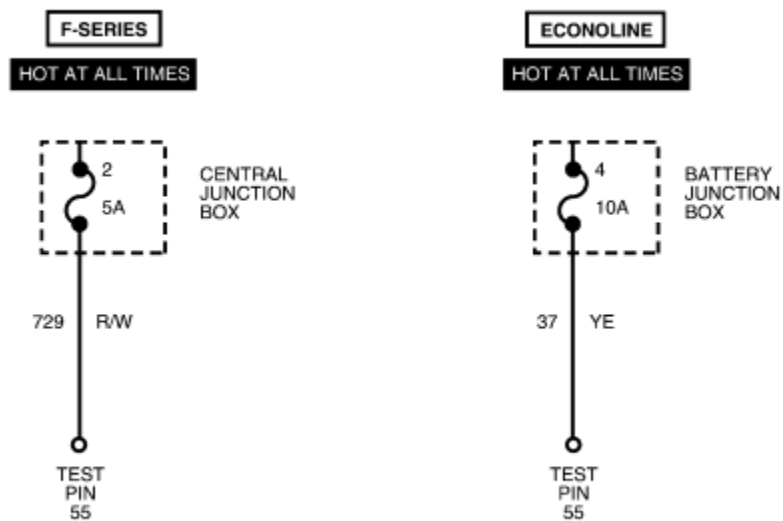 F-SERIES
HOT AT ALL TIMES
2
5A
CENTRAL
JUNCTION
BOX
729 R/W
TEST
PIN
55
ECONOLINE
HOT AT ALL TIMES
4
10A
BATTERY
JUNCTION
BOX
37 YE
TEST
PIN
55